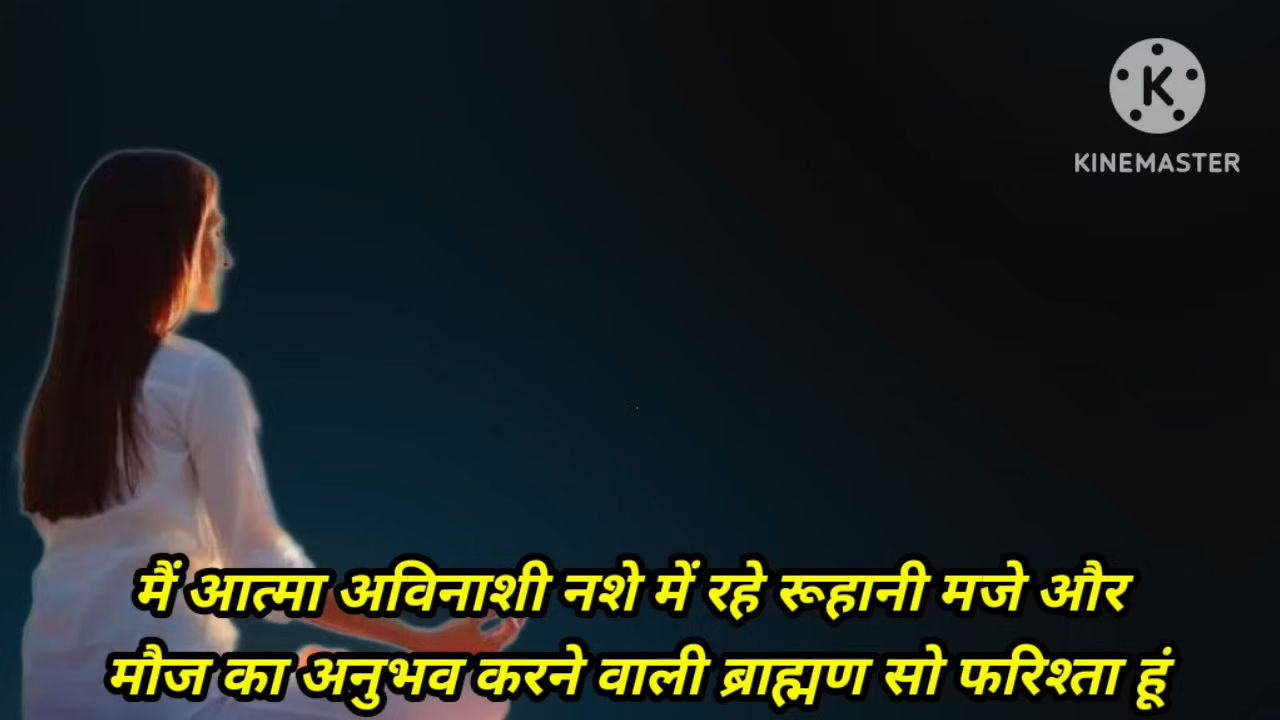 K
KINEMASTER
मैं आत्मा अविनाशी नशे में रहे रूहानी मजे और
मौज का अनुभव करने वाली ब्राह्मण सो फरिश्ता हूं